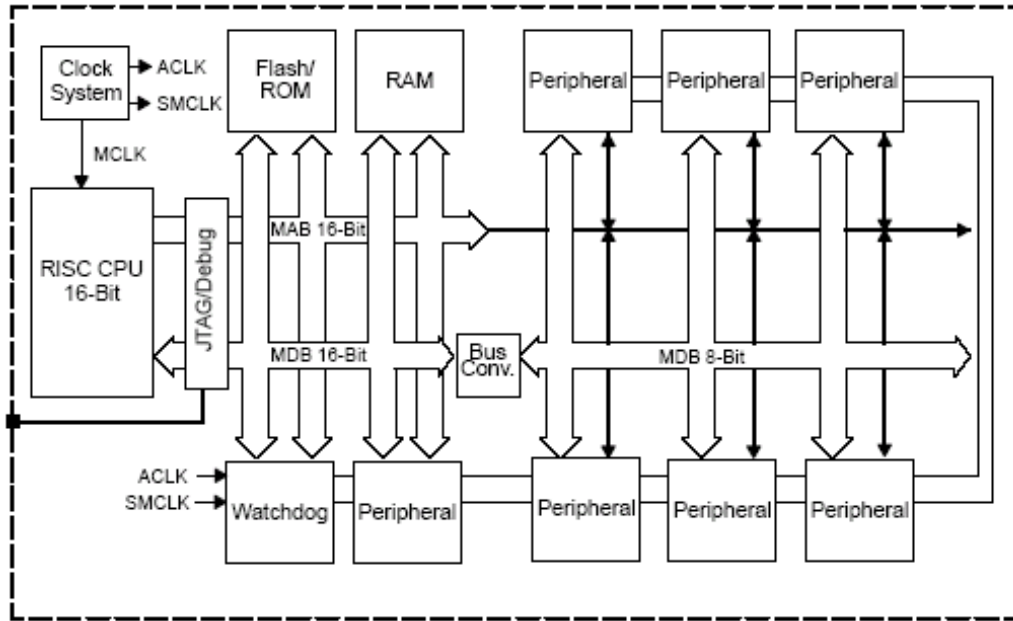 Clock
System
ACLK
SMCLK
MCLK
Flash/
ROM
RAM
Peripheral
Peripheral
Peripheral
RISC CPU
16-Bit
JTAG/Debug
MAB 16-Bit
MDB 16-Bit
Bus
Conv.
MDB 8-Bit
ACLK
SMCLK
Watchdog
Peripheral
Peripheral
Peripheral
Peripheral